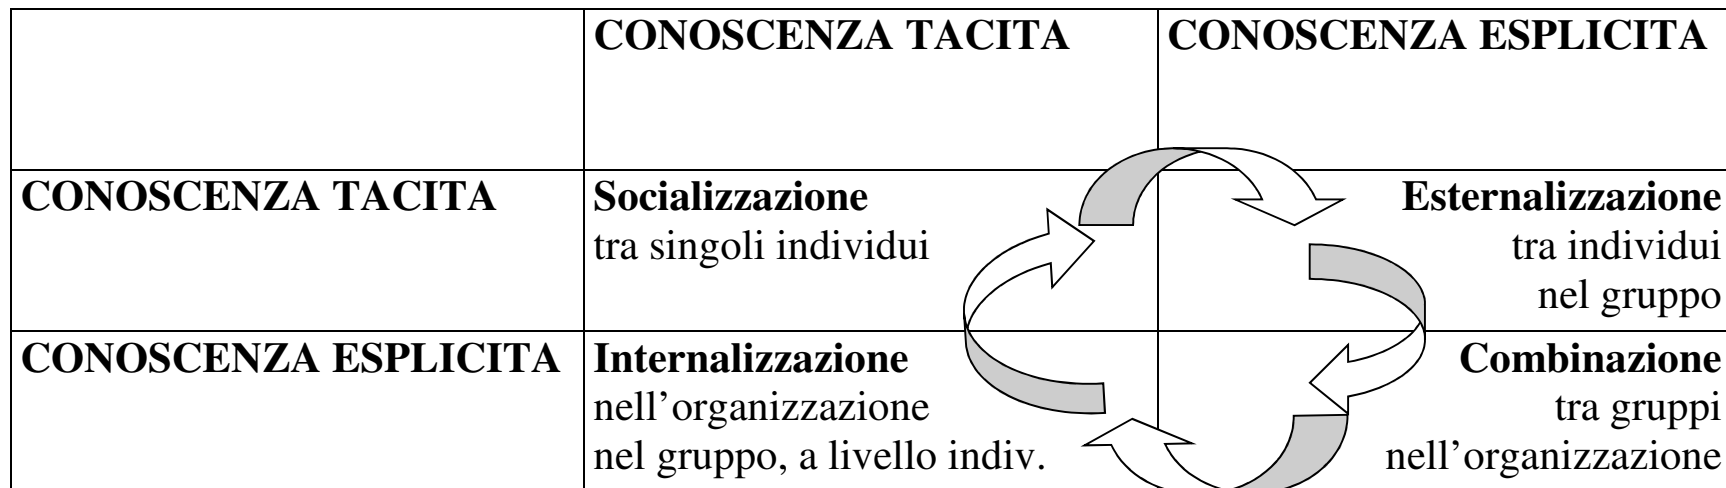 CONOSCENZA TACITA
CONOSCENZA ESPLICITA
CONOSCENZA TACITA
Socializzazione
tra singoli individui
Esternalizzazione
tra individui
nel gruppo
CONOSCENZA ESPLICITA
Internalizzazione
nell’organizzazione
nel gruppo, a livello indiv.
Combinazione
tra gruppi
nell’organizzazione